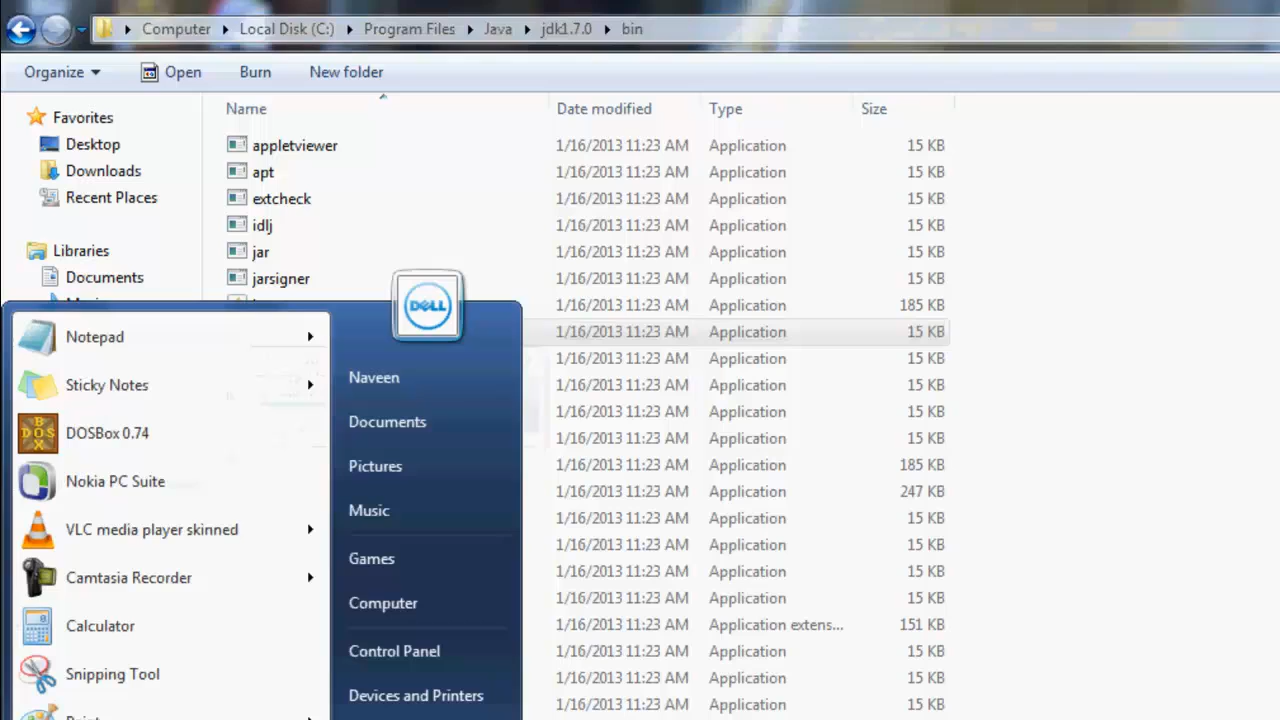 Computer Local Disk (C:) Program Files Java jdk1.7.0 bin
Organize Open Burn New folder
Name Date modified Type Size
Favorites
Desktop
Downloads
Recent Places
Libraries
Documents
appletviewer 1/16/2013 11:23 AM Application 15 KB
apt 1/16/2013 11:23 AM Application 15 KB
extcheck 1/16/2013 11:23 AM Application 15 KB
idlj 1/16/2013 11:23 AM Application 15 KB
jar 1/16/2013 11:23 AM Application 15 KB
jarsigner 1/16/2013 11:23 AM Application 15 KB
1/16/2013 11:23 AM Application 185 KB
1/16/2013 11:23 AM Application 15 KB
1/16/2013 11:23 AM Application 15 KB
1/16/2013 11:23 AM Application 15 KB
1/16/2013 11:23 AM Application 15 KB
1/16/2013 11:23 AM Application 15 KB
1/16/2013 11:23 AM Application 185 KB
1/16/2013 11:23 AM Application 247 KB
1/16/2013 11:23 AM Application 15 KB
1/16/2013 11:23 AM Application 15 KB
1/16/2013 11:23 AM Application 15 KB
1/16/2013 11:23 AM Application 15 KB
1/16/2013 11:23 AM Application extens... 151 KB
1/16/2013 11:23 AM Application 15 KB
1/16/2013 11:23 AM Application 15 KB
1/16/2013 11:23 AM Application 15 KB
Notepad
Sticky Notes
DOSBox 0.74
Nokia PC Suite
VLC media player skinned
Camtasia Recorder
Calculator
Snipping Tool
DELL
Naveen
Documents
Pictures
Music
Games
Computer
Control Panel
Devices and Printers